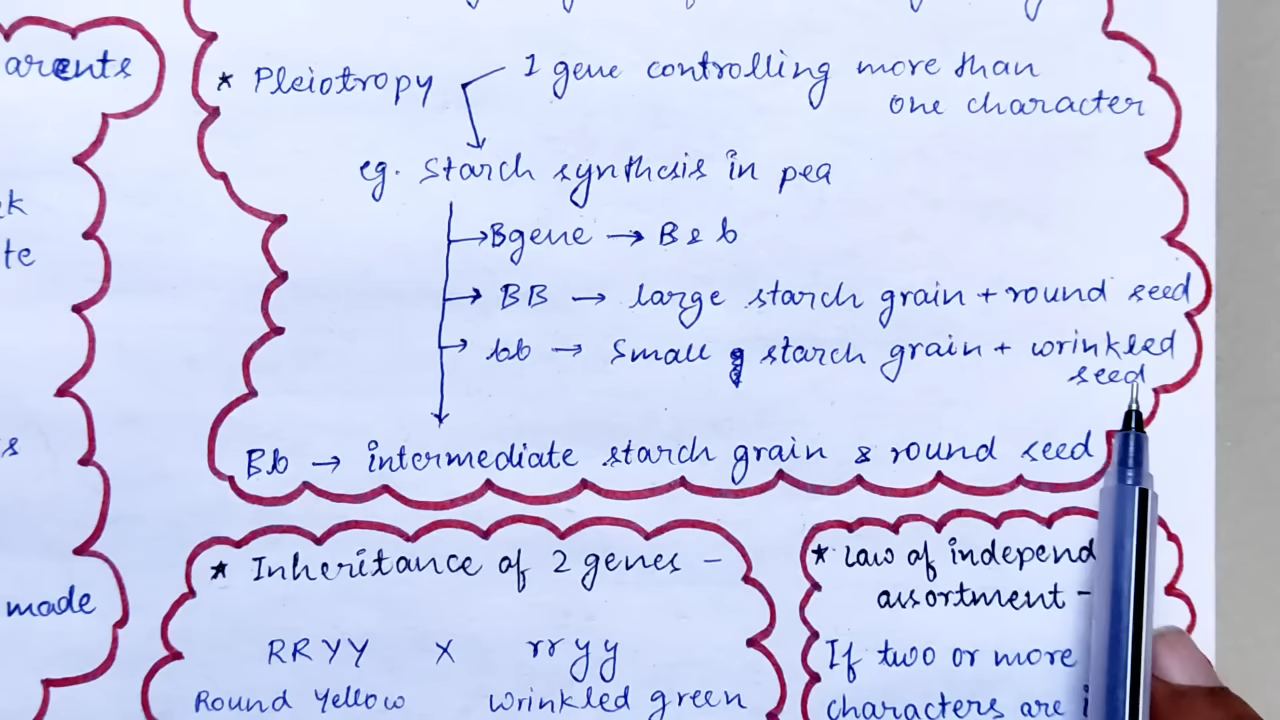 arents
k
te
s
made
* Pleiotropy 1 gene controlling more than
one character
eg. Starch synthesis in pea
B gene → B & b
BB → large starch grain + round seed
bb → Small starch grain + wrinkled
seed
Bb → intermediate starch grain & round seed
* Inheritance of 2 genes -
RRYY X rryy
Round Yellow wrinkled green
* Law of independ
assortment -
If two or more
characters are i